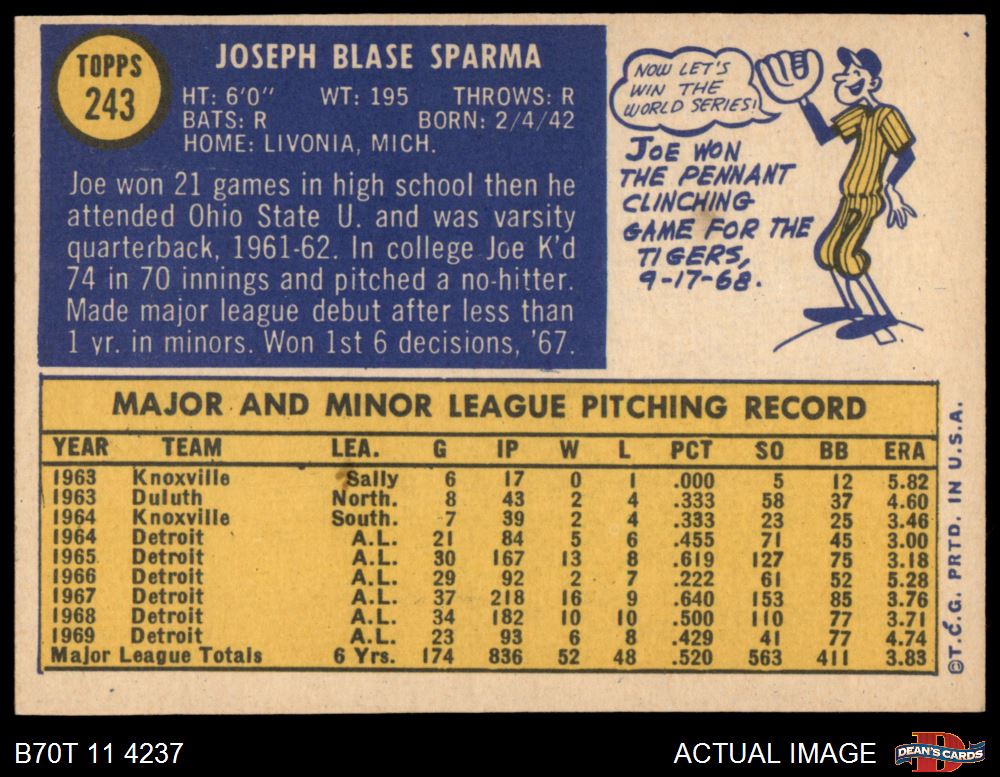 TOPPS
243
JOSEPH BLASE SPARMA
HT: 6'0" WT: 195 THROWS: R
BATS: R BORN: 2/4/42
HOME: LIVONIA, MICH.
Joe won 21 games in high school then he
attended Ohio State U. and was varsity
quarterback, 1961-62. In college Joe K'd
74 in 70 innings and pitched a no-hitter.
Made major league debut after less than
1 yr. in minors. Won 1st 6 decisions, '67.
NOW LET'S
WIN THE
WORLD SERIES!
JOE WON
THE PENNANT
CLINCHING
GAME FOR THE
TIGERS,
9-17-68.
MAJOR AND MINOR LEAGUE PITCHING RECORD
YEAR TEAM LEA. G IP W L PCT SO BB ERA
1963 Knoxville Sally 6 17 0 1 .000 5 12 5.82
1963 Duluth North. 8 43 2 4 .333 58 37 4.60
1964 Knoxville South. 7 39 2 4 .333 23 25 3.46
1964 Detroit A.L. 21 84 5 6 .455 71 45 3.00
1965 Detroit A.L. 30 167 13 8 .619 127 75 3.18
1966 Detroit A.L. 29 92 2 7 .222 61 52 5.28
1967 Detroit A.L. 37 218 16 9 .640 153 85 3.76
1968 Detroit A.L. 34 182 10 10 .500 110 77 3.71
1969 Detroit A.L. 23 93 6 8 .429 41 77 4.74
Major League Totals 6 Yrs. 174 836 52 48 .520 563 411 3.83
©T.C.G. PRTD. IN U.S.A.
B70T 11 4237
ACTUAL IMAGE
D
DEAN'S CARDS